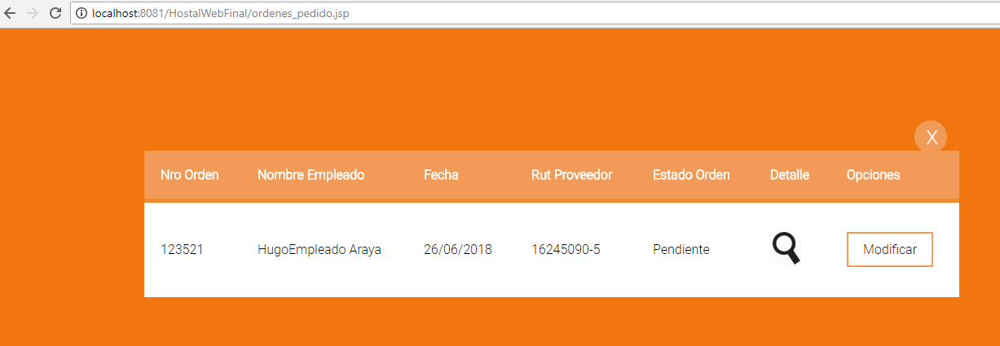 localhost:8081/HostalWebFinal/ordenes_pedido.jsp
X
Nro Orden Nombre Empleado Fecha Rut Proveedor Estado Orden Detalle Opciones
123521 HugoEmpleado Araya 26/06/2018 16245090-5 Pendiente Modificar